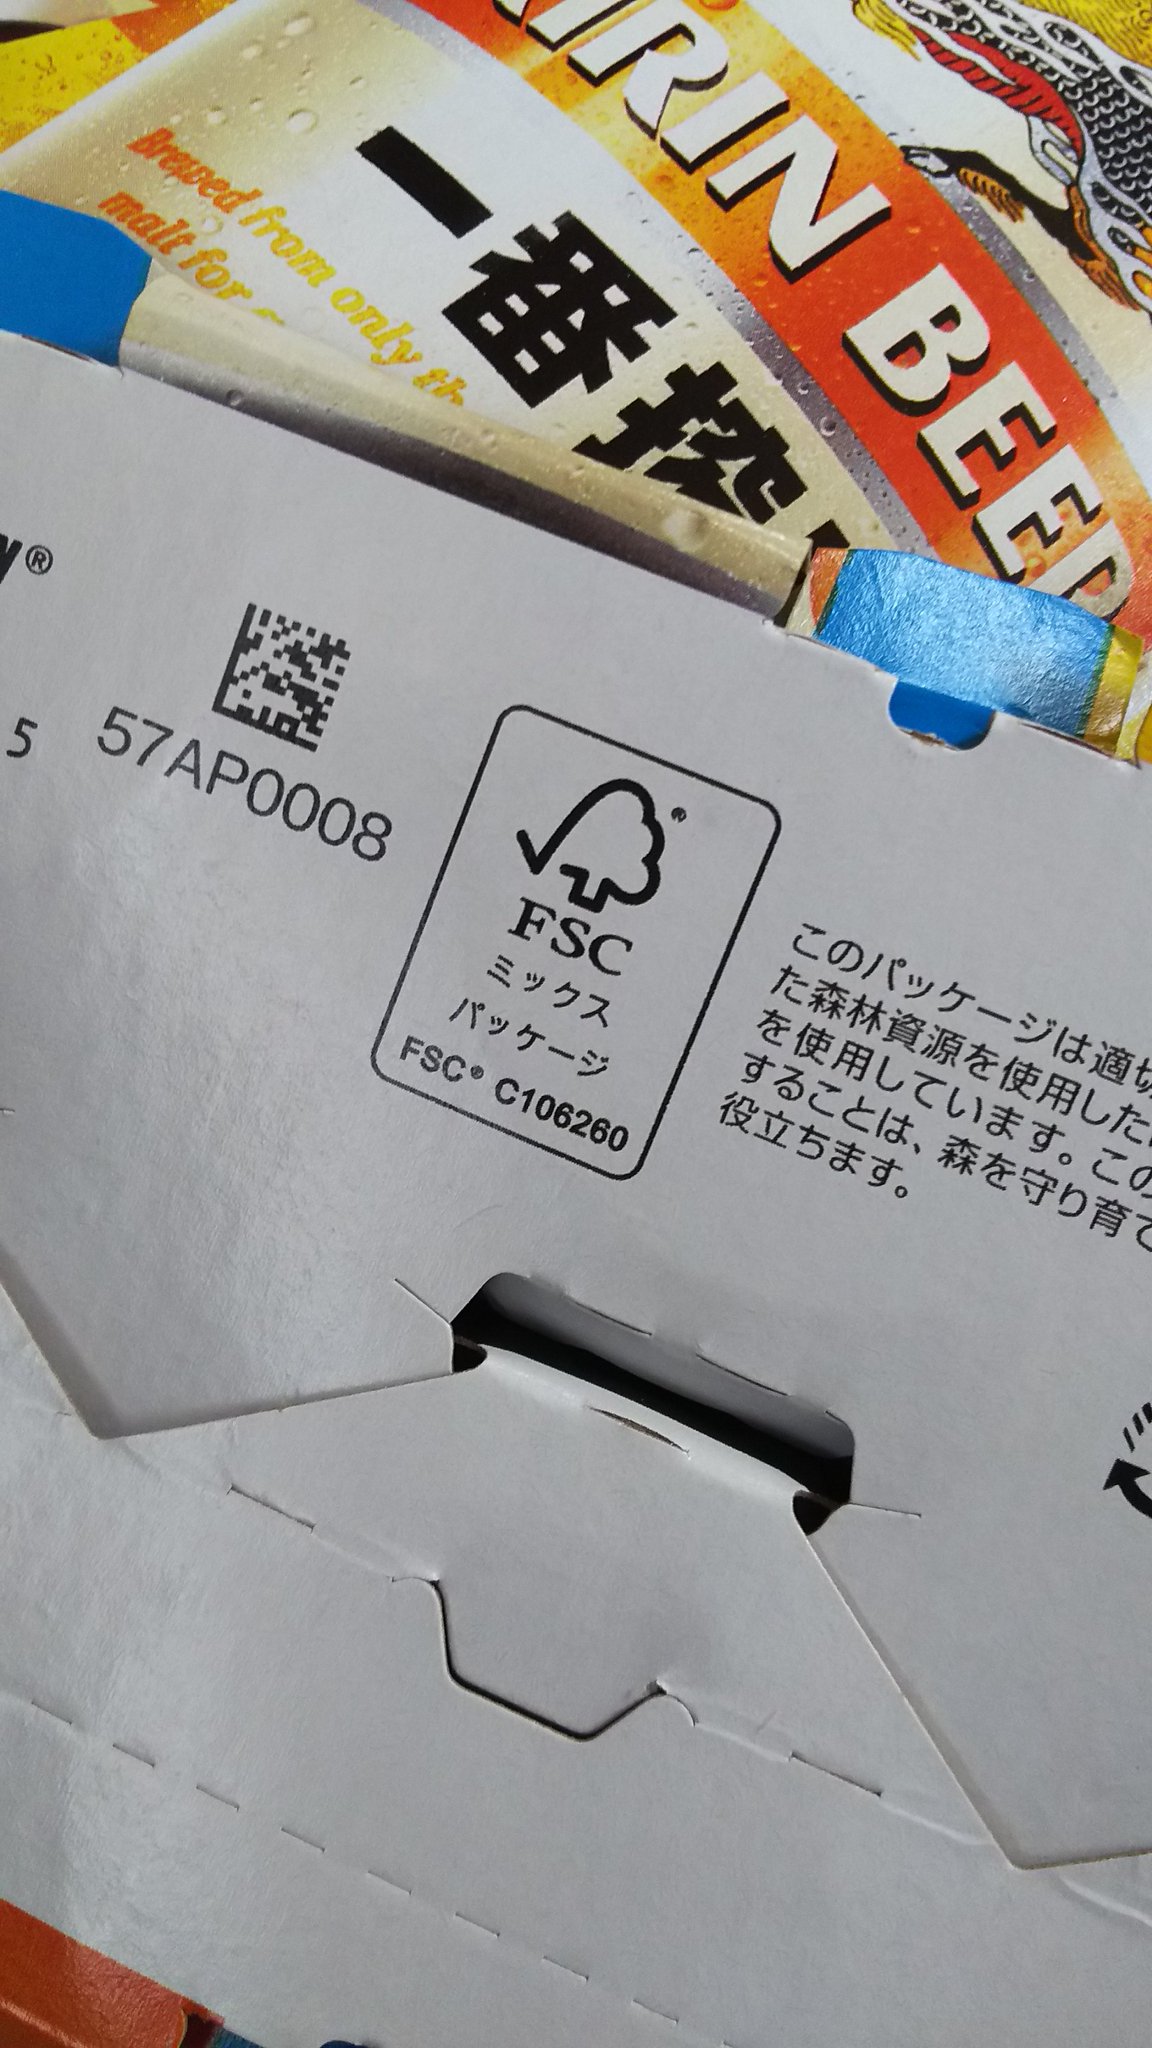 KIRIN BEER
一番搾
Brewed from only th
malt for
®
5
57AP0008
FSC
ミックス
パッケージ
FSC® C106260
このパッケージは適切
た森林資源を使用した
を使用しています。この
することは、森を守り育て
役立ちます。